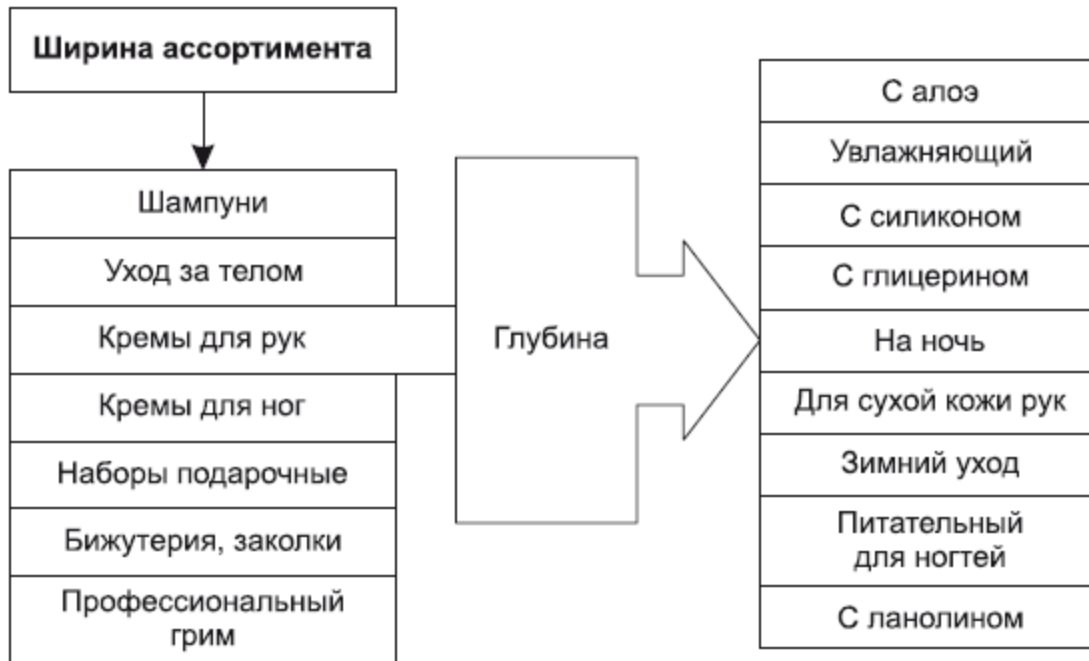 Ширина ассортимента
Шампуни
Уход за телом
Кремы для рук
Кремы для ног
Наборы подарочные
Бижутерия, заколки
Профессиональный
грим
Глубина
С алоэ
Увлажняющий
С силиконом
С глицерином
На ночь
Для сухой кожи рук
Зимний уход
Питательный
для ногтей
С ланолином